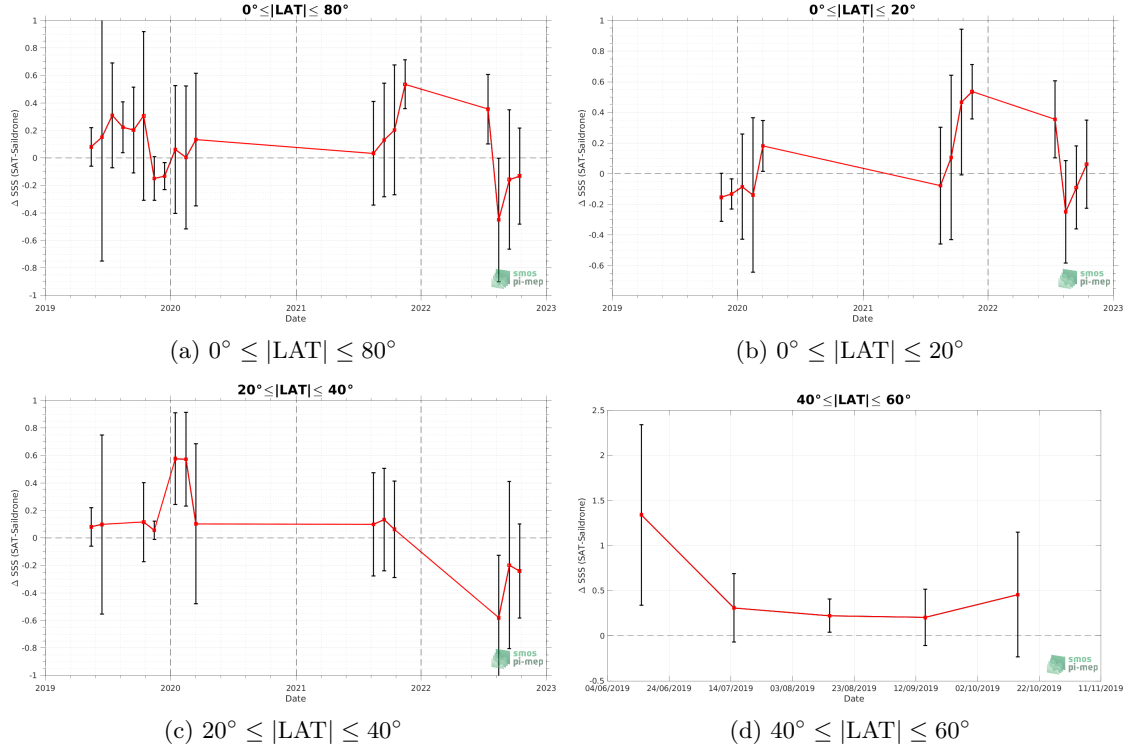 0°≤|LAT|≤ 80°
Δ SSS (SAT-Saildrone)
1
0.8
0.6
0.4
0.2
0
-0.2
-0.4
-0.6
-0.8
-1
2019
2020
2021
2022
2023
Date
smos
pi-mep
(a) 0° ≤ |LAT| ≤ 80°
0°≤|LAT|≤ 20°
Δ SSS (SAT-Saildrone)
1
0.8
0.6
0.4
0.2
0
-0.2
-0.4
-0.6
2019
2020
2021
2022
2023
Date
smos
pi-mep
(b) 0° ≤ |LAT| ≤ 20°
20°≤|LAT|≤ 40°
Δ SSS (SAT-Saildrone)
1
0.8
0.6
0.4
0.2
0
-0.2
-0.4
-0.6
-0.8
-1
2019
2020
2021
2022
2023
Date
smos
pi-mep
(c) 20° ≤ |LAT| ≤ 40°
40°≤|LAT|≤ 60°
Δ SSS (SAT-Saildrone)
2.5
2
1.5
1
0.5
0
-0.5
04/06/2019
24/06/2019
14/07/2019
03/08/2019
23/08/2019
12/09/2019
02/10/2019
22/10/2019
11/11/2019
Date
smos
pi-mep
(d) 40° ≤ |LAT| ≤ 60°